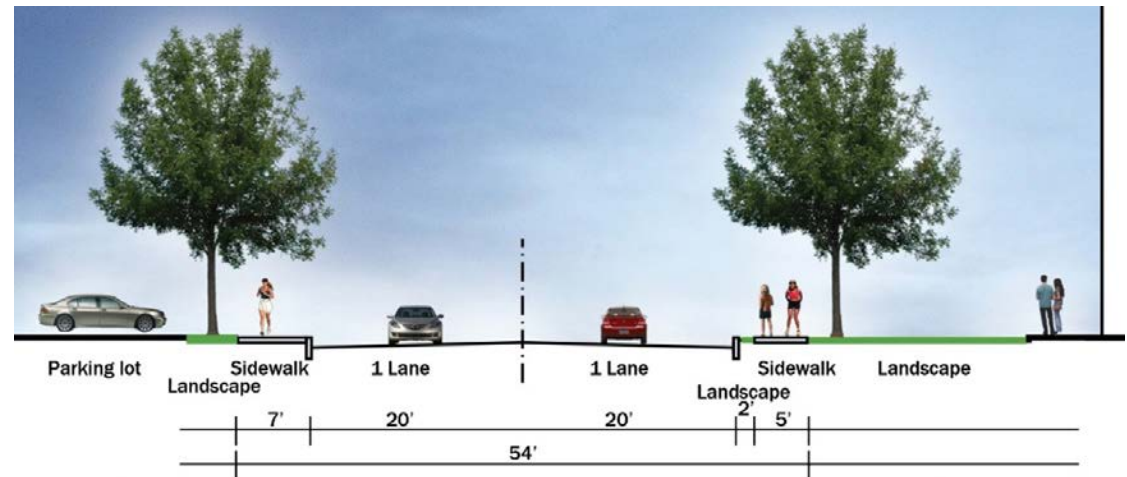 Parking lot Sidewalk 1 Lane 1 Lane Sidewalk Landscape
Landscape Landscape
7' 20' 20' 2' 5'
54'